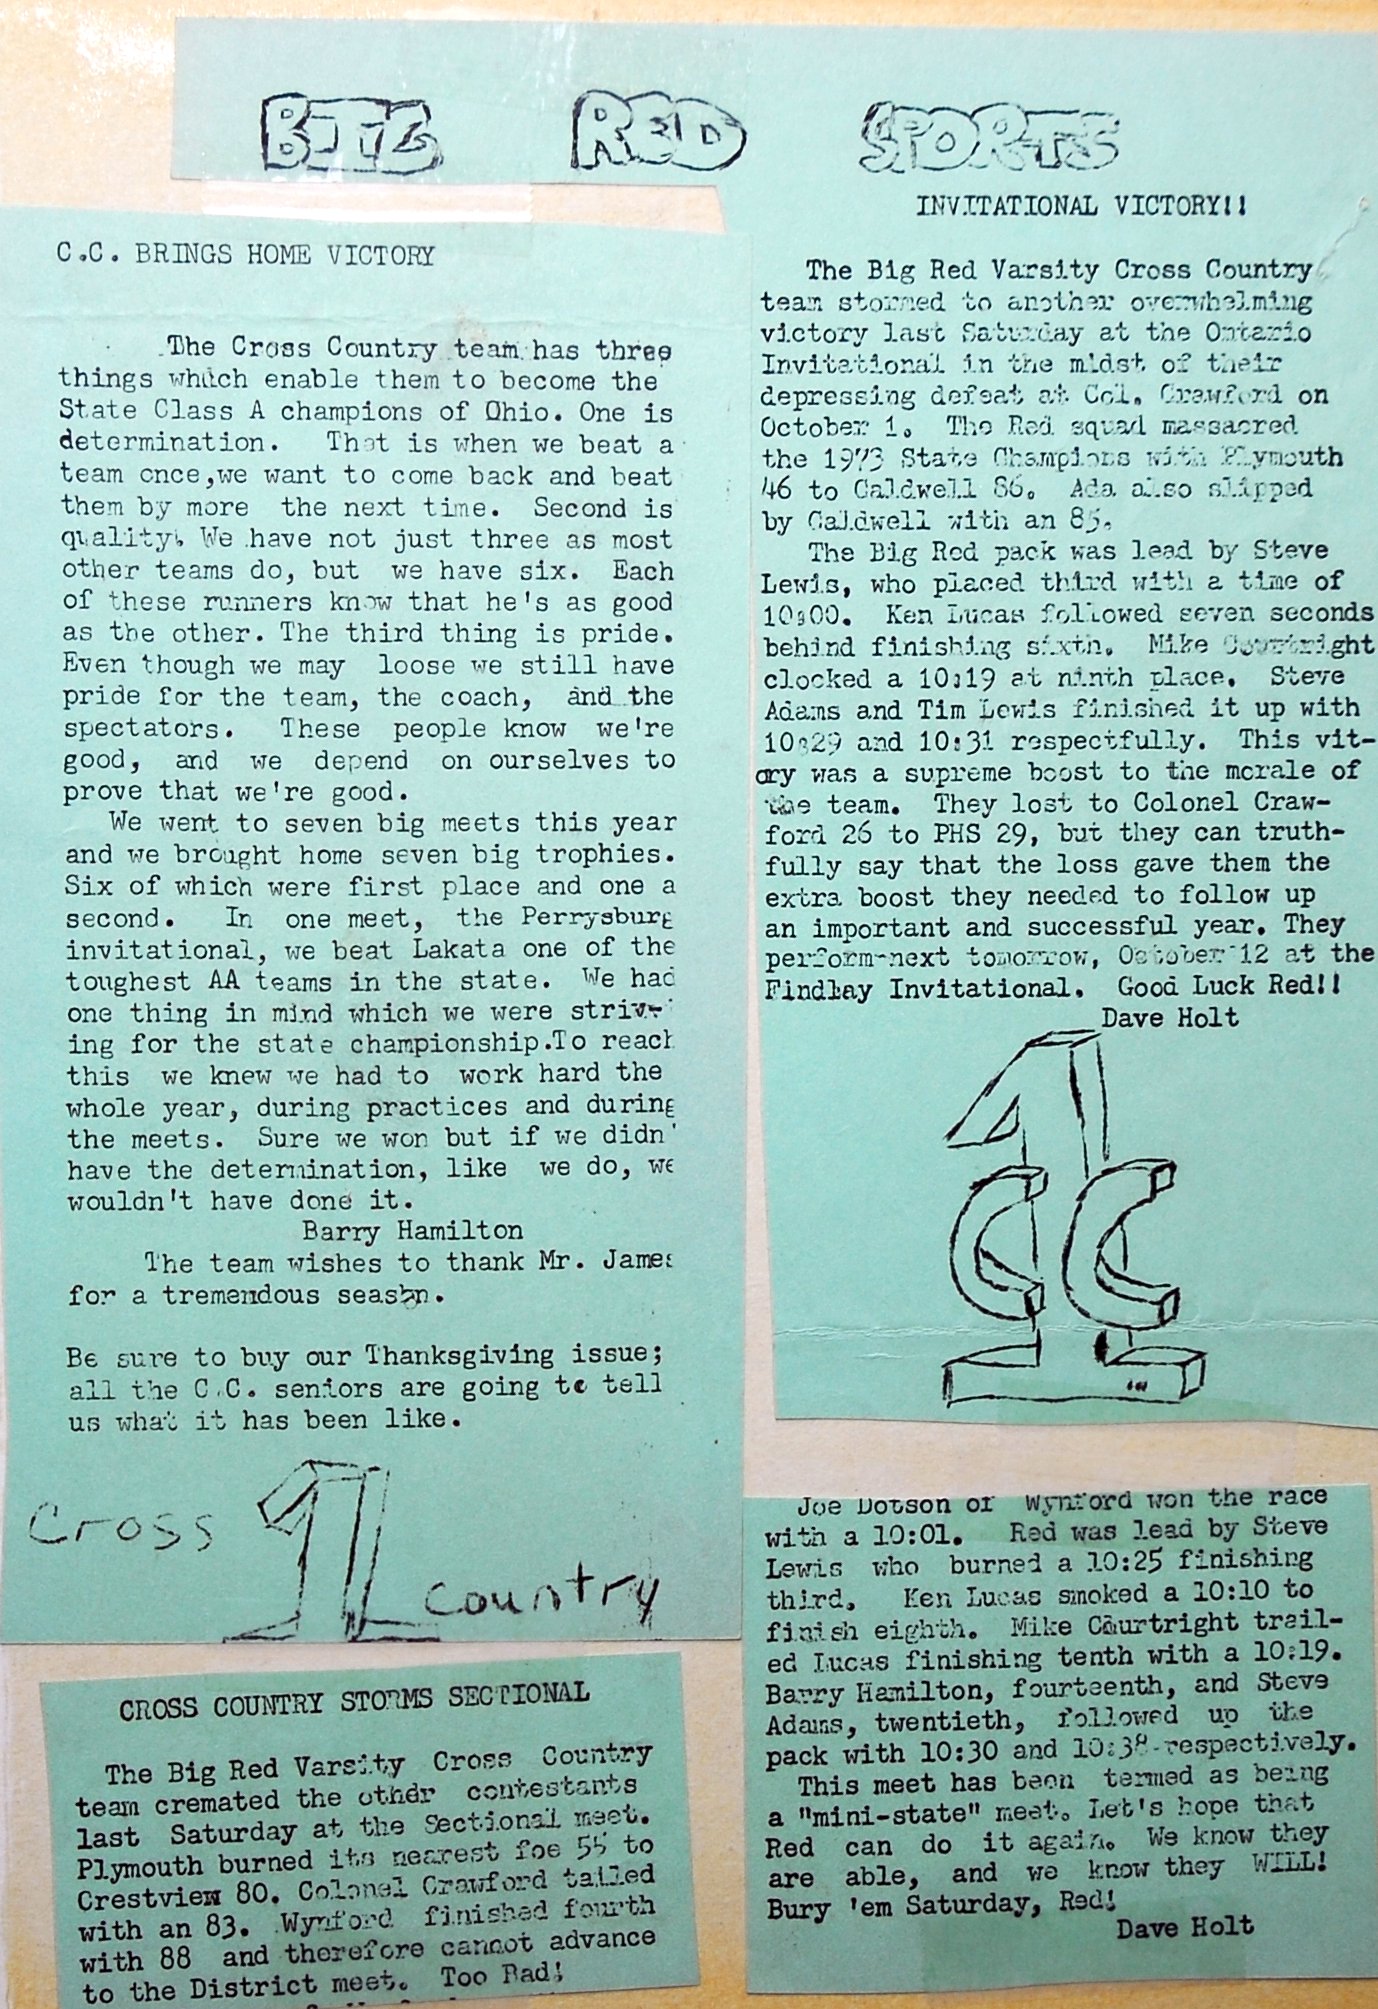 BIG RED SPORTS
C.C. BRINGS HOME VICTORY
The Cross Country team has three
things which enable them to become the
State Class A champions of Ohio. One is
determination. That is when we beat a
team once,we want to come back and beat
them by more the next time. Second is
quality. We have not just three as most
other teams do, but we have six. Each
of these runners know that he's as good
as the other. The third thing is pride.
Even though we may loose we still have
pride for the team, the coach, and the
spectators. These people know we're
good, and we depend on ourselves to
prove that we're good.
We went to seven big meets this year
and we brought home seven big trophies.
Six of which were first place and one a
second. In one meet, the Perrysburg
invitational, we beat Lakata one of the
toughest AA teams in the state. We had
one thing in mind which we were striv-
ing for the state championship.To reach
this we knew we had to work hard the
whole year, during practices and during
the meets. Sure we won but if we didn'
have the determination, like we do, we
wouldn't have done it.
Barry Hamilton
The team wishes to thank Mr. James
for a tremendous season.
Be sure to buy our Thanksgiving issue;
all the C.C. seniors are going to tell
us what it has been like.
Cross 1 Country
CROSS COUNTRY STORMS SECTIONAL
The Big Red Varsity Cross Country
team cremated the other contestants
last Saturday at the Sectional meet.
Plymouth burned its nearest foe 55 to
Crestview 80. Colonel Crawford tailed
with an 83. Wynford finished fourth
with 88 and therefore cannot advance
to the District meet. Too Bad!
INVITATIONAL VICTORY!!
The Big Red Varsity Cross Country
team stormed to another overwhelming
victory last Saturday at the Ontario
Invitational in the midst of their
depressing defeat at Col. Crawford on
October 1. The Red squad massacred
the 1973 State Champions with Plymouth
46 to Caldwell 86. Ada also slipped
by Caldwell with an 85.
The Big Red pack was lead by Steve
Lewis, who placed third with a time of
10:00. Ken Lucas followed seven seconds
behind finishing sixth. Mike Courtright
clocked a 10:19 at ninth place. Steve
Adams and Tim Lewis finished it up with
10:29 and 10:31 respectfully. This vit-
ory was a supreme boost to the morale of
the team. They lost to Colonel Craw-
ford 26 to PHS 29, but they can truth-
fully say that the loss gave them the
extra boost they needed to follow up
an important and successful year. They
perform next tomorrow, October 12 at the
Findlay Invitational. Good Luck Red!!
Dave Holt
1
CC
Joe Dotson of Wynford won the race
with a 10:01. Red was lead by Steve
Lewis who burned a 10:25 finishing
third. Ken Lucas smoked a 10:10 to
finish eighth. Mike Courtright trail-
ed Lucas finishing tenth with a 10:19.
Barry Hamilton, fourteenth, and Steve
Adams, twentieth, followed up the
pack with 10:30 and 10:38 respectively.
This meet has been termed as being
a "mini-state" meet. Let's hope that
Red can do it again. We know they
are able, and we know they WILL!
Bury 'em Saturday, Red!
Dave Holt